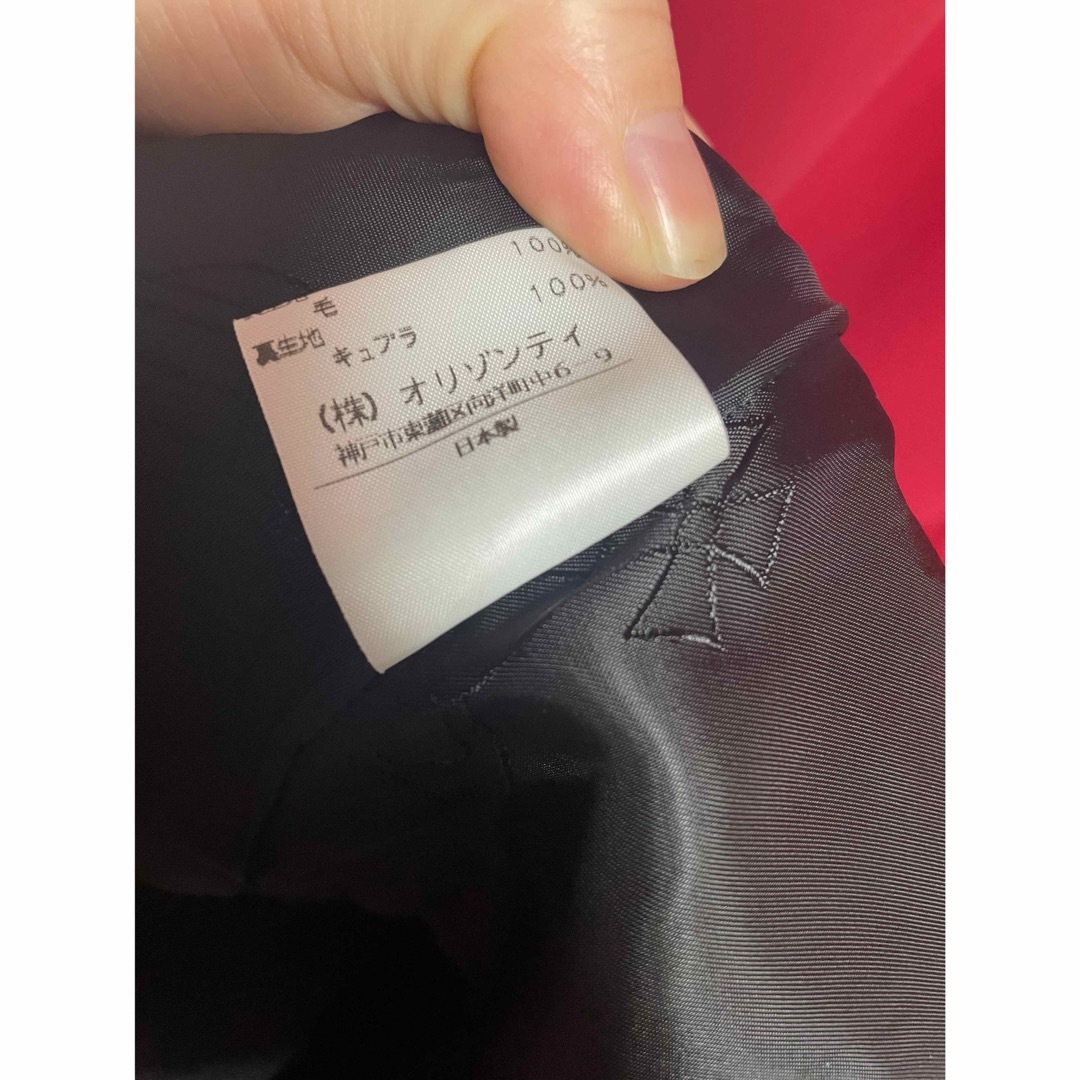 毛 100%
裏生地 キュプラ 100%
(株) オリゾンティ
神戸市東灘区向洋町中6-9
日本製